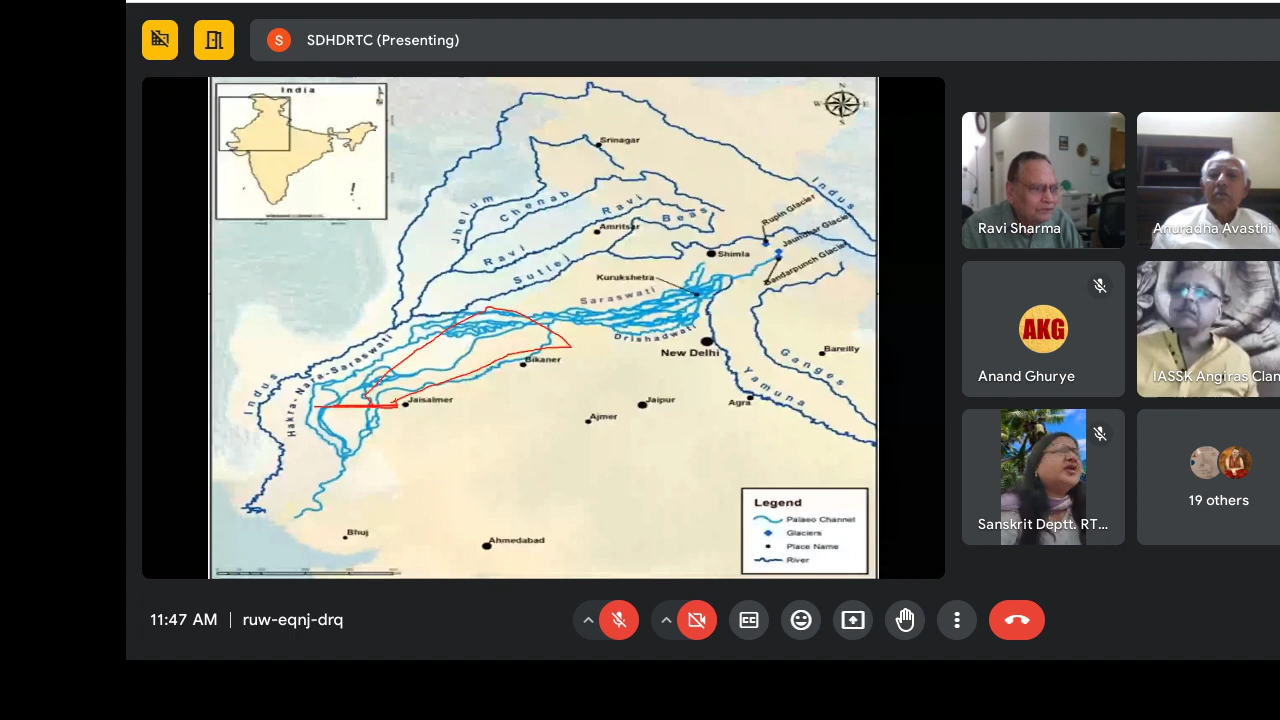 S SDHDRTC (Presenting)
India
N
W E
S
Srinagar
Indus
Jhelum
Chenab
Ravi
Beas
Rupin Glacier
Amritsar
Jaundhar Glacier
Ravi
Shimla
Bandarpunch Glacier
Sutlej
Kurukshetra
Saraswati
Drishadwati
New Delhi
Hakra-Nara-Saraswati
Bikaner
Bareilly
Ganges
Indus
Yamuna
Jaisalmer
Jaipur
Agra
Ajmer
Legend
Palaeo Channel
Glaciers
Place Name
River
Bhuj
Ahmedabad
Ravi Sharma
Anuradha Avasthi
AKG
Anand Ghurye
IASSK Angiras Clan
Sanskrit Deptt. RT...
19 others
11:47 AM | ruw-eqnj-drq
CC